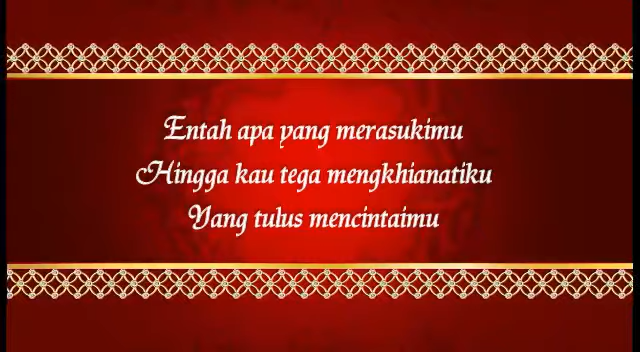 Entah apa yang merasukimu
Hingga kau tega mengkhianatiku
Yang tulus mencintaimu